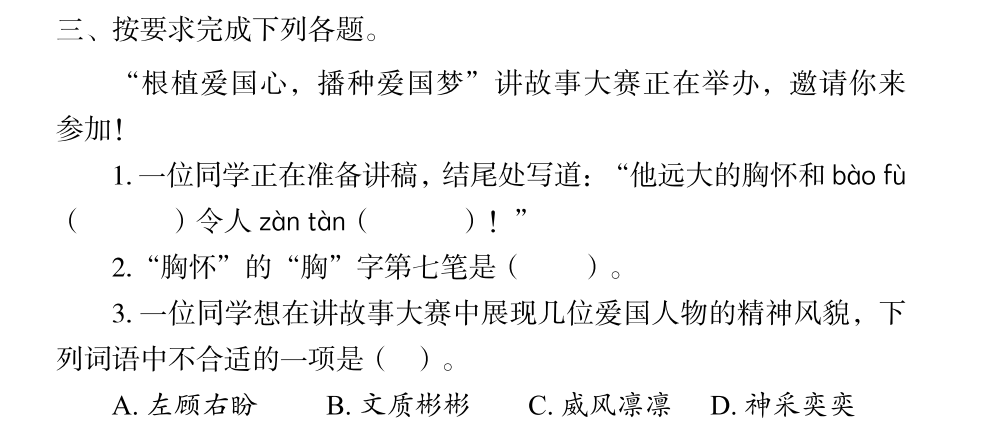 三、按要求完成下列各题。
“根植爱国心，播种爱国梦”讲故事大赛正在举办，邀请你来
参加！
1. 一位同学正在准备讲稿，结尾处写道：“他远大的胸怀和 bào fù
（　　　）令人 zàn tàn（　　　）！”
2.“胸怀”的“胸”字第七笔是（　　）。
3. 一位同学想在讲故事大赛中展现几位爱国人物的精神风貌，下
列词语中不合适的一项是（　）。
A. 左顾右盼　　B. 文质彬彬　　C. 威风凛凛　D. 神采奕奕